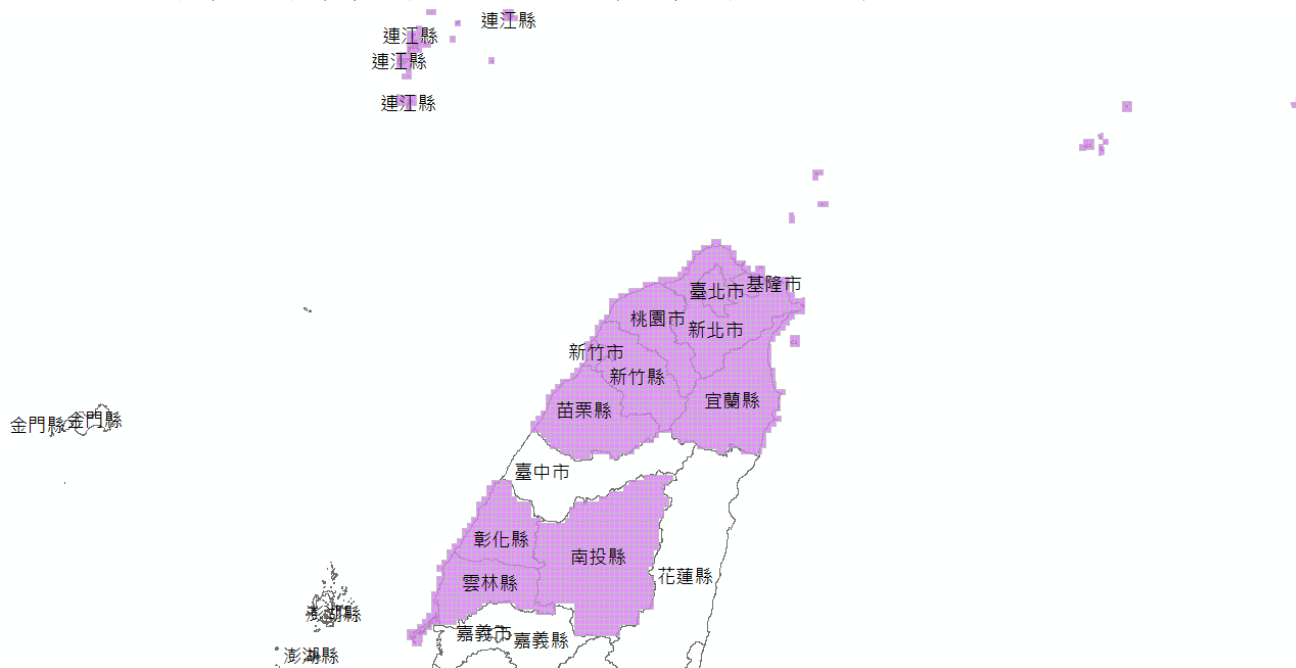 連江縣
連江縣
連江縣
連江縣
基隆市
臺北市
桃園市
新北市
新竹市
新竹縣
宜蘭縣
苗栗縣
金門縣
金門縣
臺中市
彰化縣
南投縣
花蓮縣
雲林縣
澎湖縣
嘉義市
嘉義縣
澎湖縣